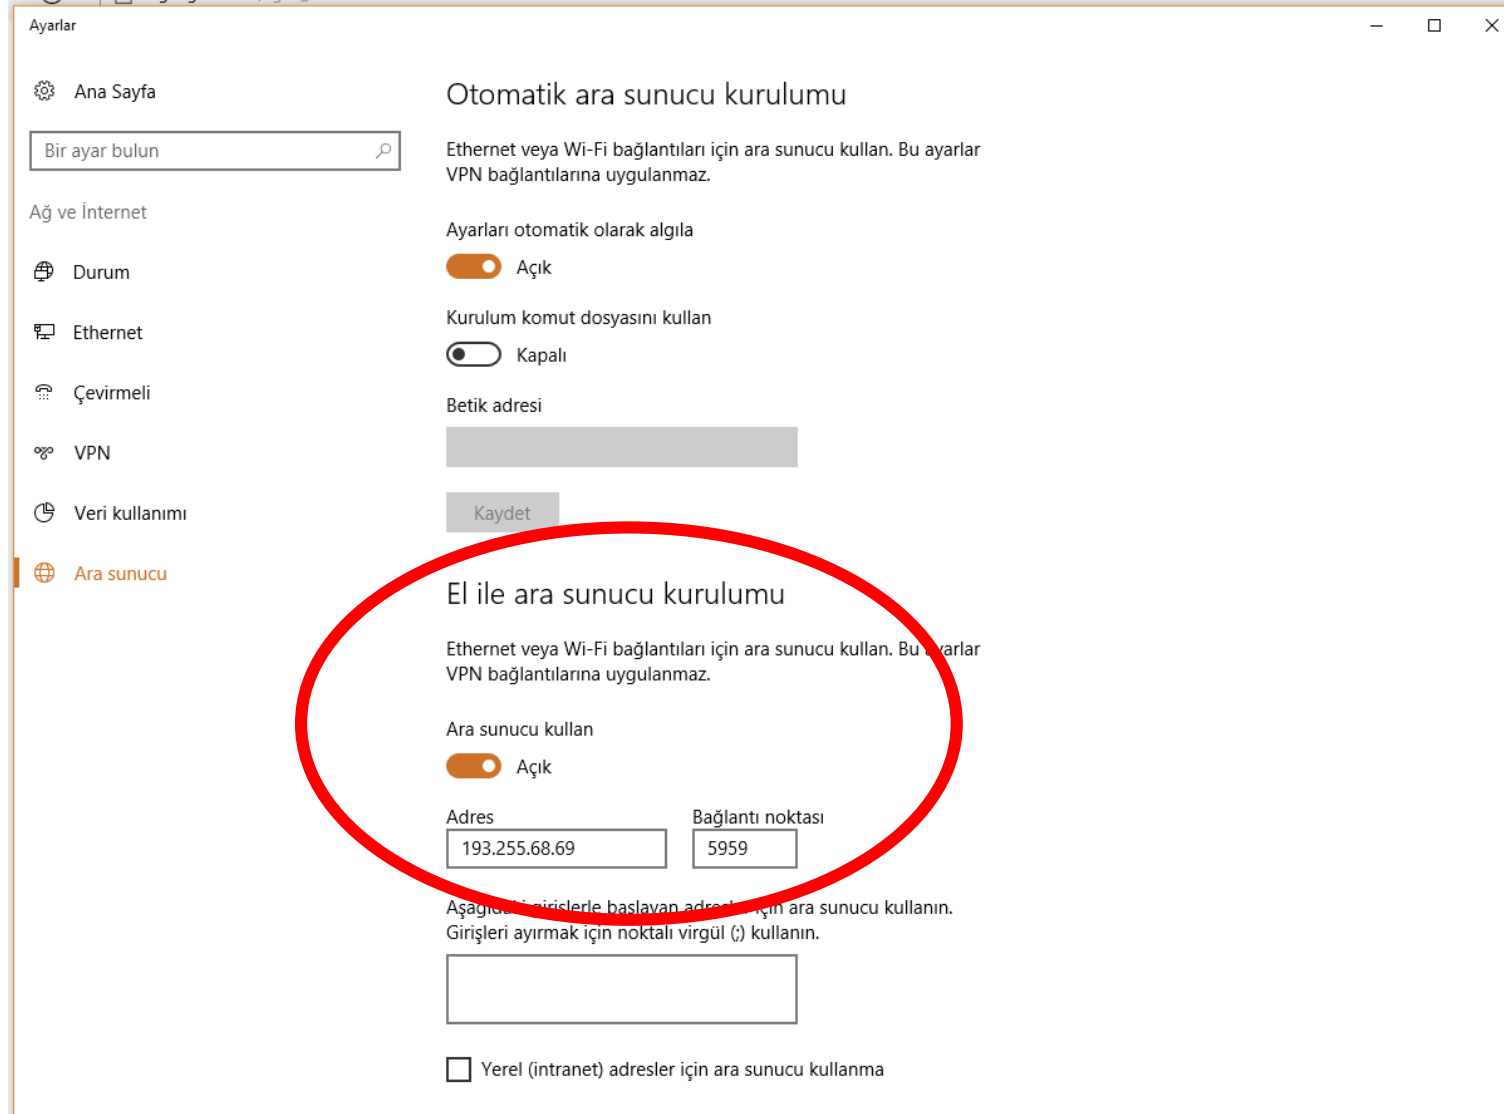 Ayarlar
Ana Sayfa
Bir ayar bulun
Ağ ve İnternet
Durum
Ethernet
Çevirmeli
VPN
Veri kullanımı
Ara sunucu
Otomatik ara sunucu kurulumu
Ethernet veya Wi-Fi bağlantıları için ara sunucu kullan. Bu ayarlar
VPN bağlantılarına uygulanmaz.
Ayarları otomatik olarak algıla
Açık
Kurulum komut dosyasını kullan
Kapalı
Betik adresi
Kaydet
El ile ara sunucu kurulumu
Ethernet veya Wi-Fi bağlantıları için ara sunucu kullan. Bu ayarlar
VPN bağlantılarına uygulanmaz.
Ara sunucu kullan
Açık
Adres Bağlantı noktası
193.255.68.69 5959
Aşağıdaki girişlerle başlayan adresler için ara sunucu kullanın.
Girişleri ayırmak için noktalı virgül (;) kullanın.
Yerel (intranet) adresler için ara sunucu kullanma